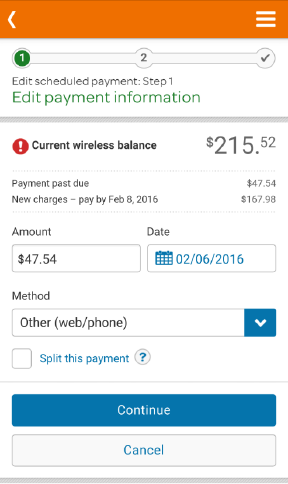 1 2
Edit scheduled payment: Step 1
Edit payment information
Current wireless balance $215.52
Payment past due $47.54
New charges – pay by Feb 8, 2016 $167.98
Amount Date
$47.54 02/06/2016
Method
Other (web/phone)
Split this payment ?
Continue
Cancel